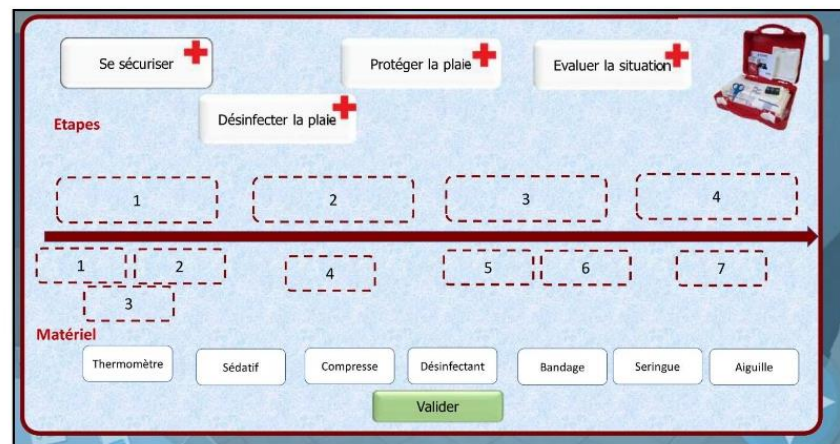 Se sécuriser
Protéger la plaie
Evaluer la situation
Désinfecter la plaie
Etapes
1
2
3
4
1
2
3
4
5
6
7
Matériel
Thermomètre
Sédatif
Compresse
Désinfectant
Bandage
Seringue
Aiguille
Valider